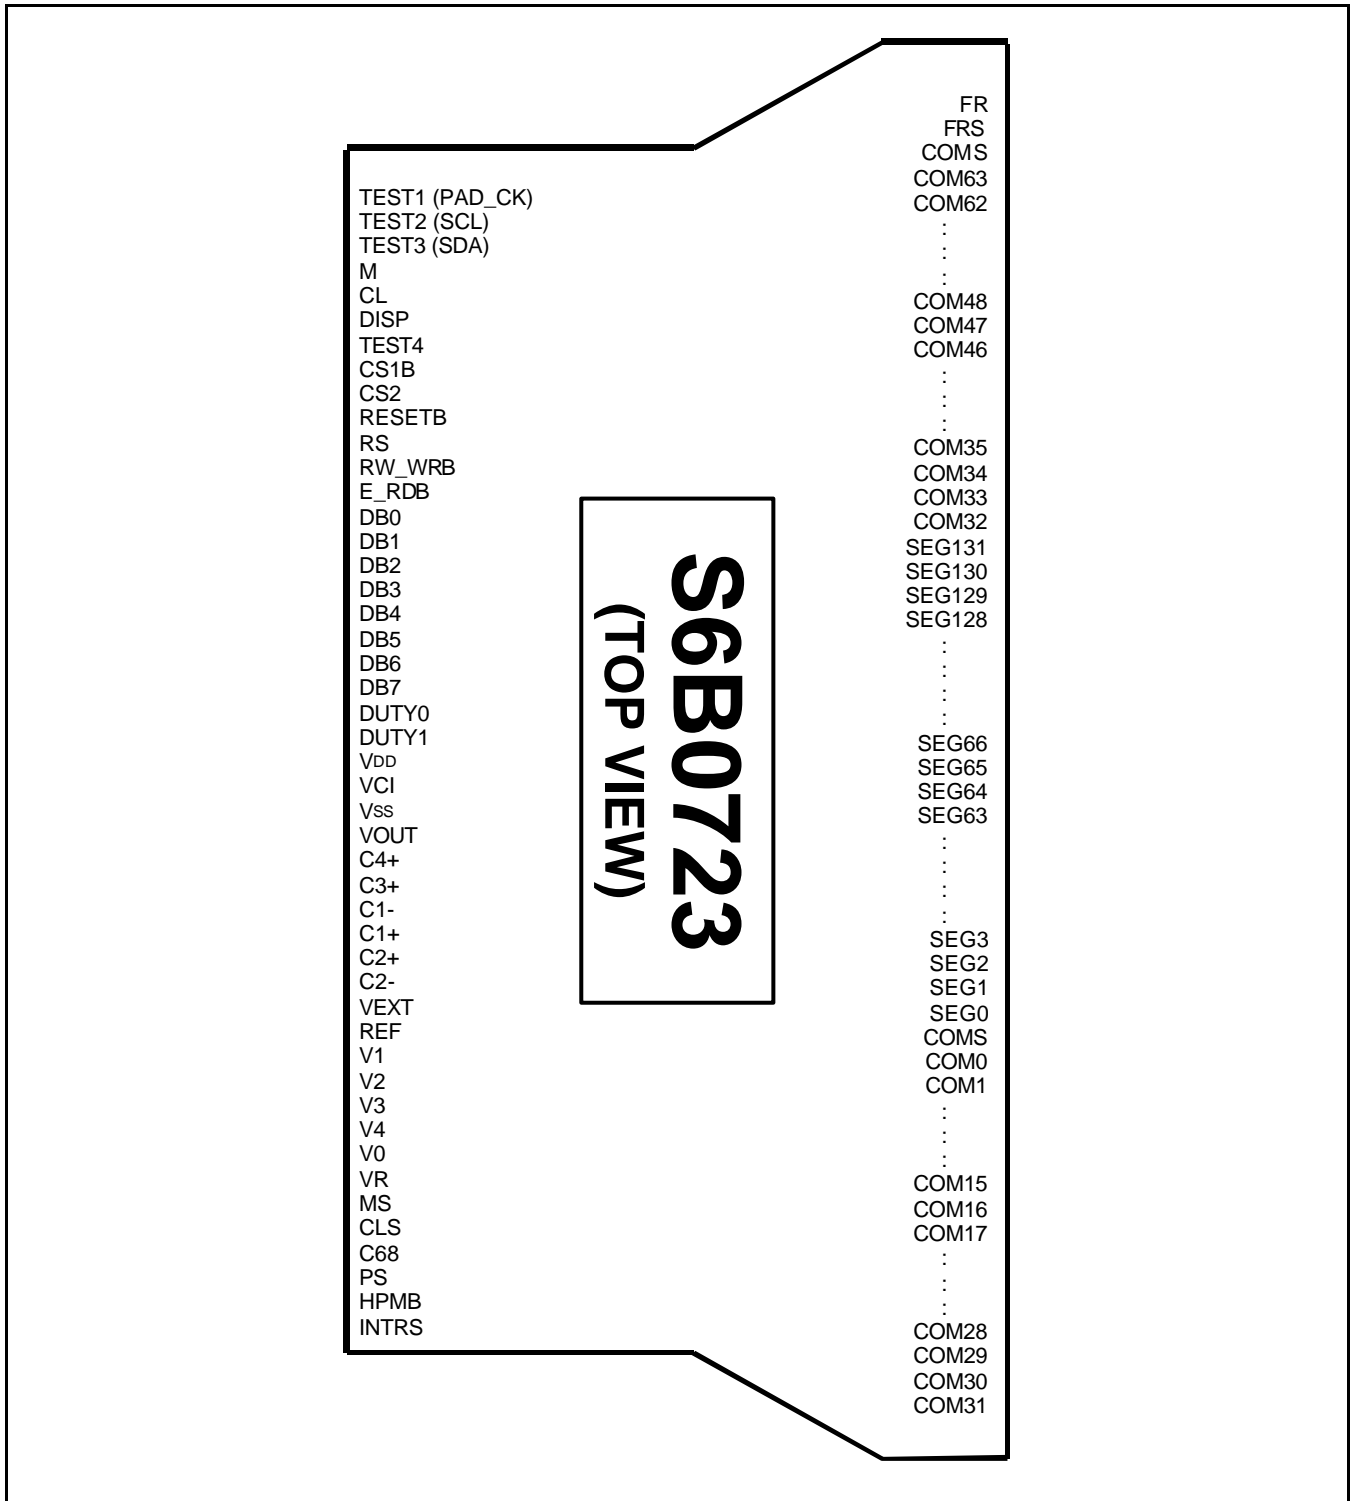 TEST1 (PAD_CK)
TEST2 (SCL)
TEST3 (SDA)
M
CL
DISP
TEST4
CS1B
CS2
RESETB
RS
RW_WRB
E_RDB
DB0
DB1
DB2
DB3
DB4
DB5
DB6
DB7
DUTY0
DUTY1
VDD
VCI
VSS
VOUT
C4+
C3+
C1-
C1+
C2+
C2-
VEXT
REF
V1
V2
V3
V4
V0
VR
MS
CLS
C68
PS
HPMB
INTRS
S6B0723
(TOP VIEW)
FR
FRS
COMS
COM63
COM62
:
:
:
COM48
COM47
COM46
:
:
:
COM35
COM34
COM33
COM32
SEG131
SEG130
SEG129
SEG128
:
:
:
:
SEG66
SEG65
SEG64
SEG63
:
:
:
:
SEG3
SEG2
SEG1
SEG0
COMS
COM0
COM1
:
:
:
COM15
COM16
COM17
:
:
:
COM28
COM29
COM30
COM31